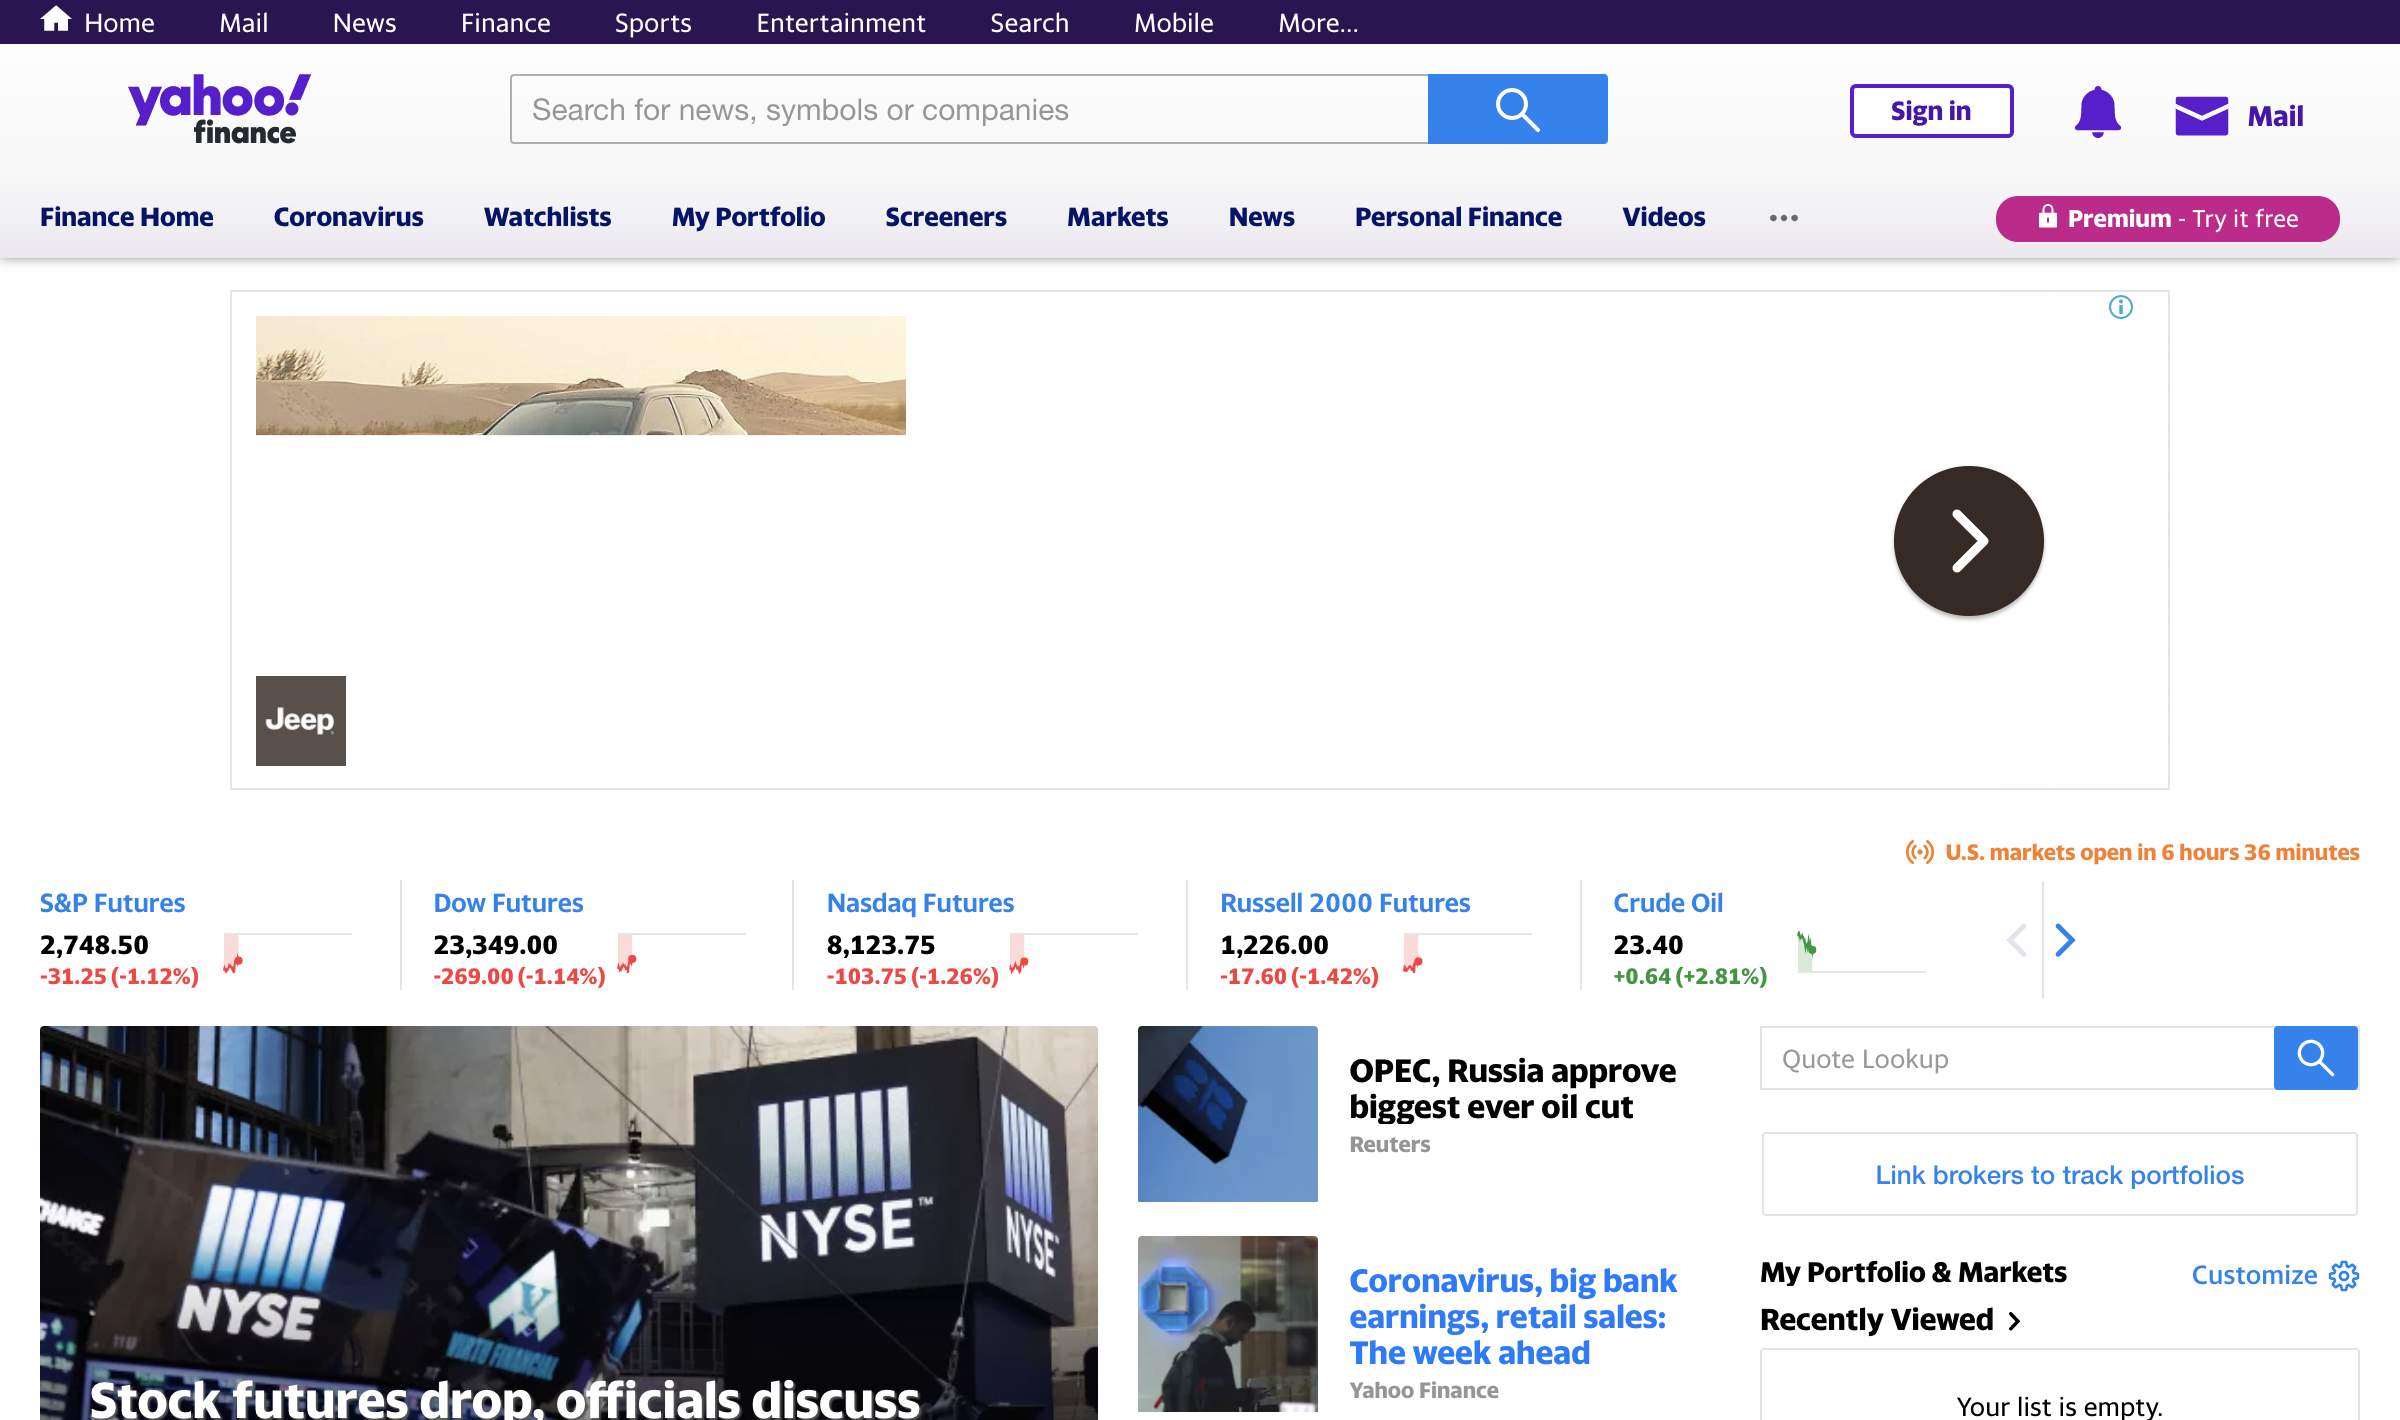 Home Mail News Finance Sports Entertainment Search Mobile More...
yahoo!
finance
Search for news, symbols or companies
Sign in
Mail
Finance Home Coronavirus Watchlists My Portfolio Screeners Markets News Personal Finance Videos
Premium - Try it free
Jeep
U.S. markets open in 6 hours 36 minutes
S&P Futures
2,748.50
-31.25 (-1.12%)
Dow Futures
23,349.00
-269.00 (-1.14%)
Nasdaq Futures
8,123.75
-103.75 (-1.26%)
Russell 2000 Futures
1,226.00
-17.60 (-1.42%)
Crude Oil
23.40
+0.64 (+2.81%)
NYSE™
NYSE
NYSE
VIRTU FINANCIAL
Stock futures drop, officials discuss
OPEC, Russia approve
biggest ever oil cut
Reuters
Coronavirus, big bank
earnings, retail sales:
The week ahead
Yahoo Finance
Quote Lookup
Link brokers to track portfolios
My Portfolio & Markets
Customize
Recently Viewed
Your list is empty.